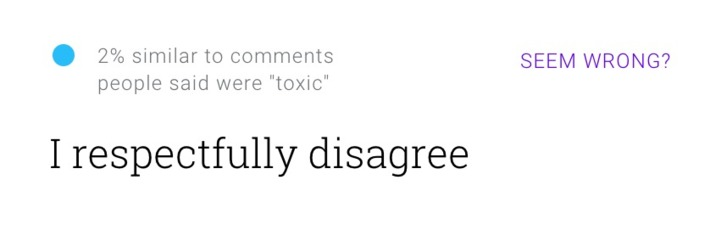 2% similar to comments
people said were "toxic"
SEEM WRONG?
I respectfully disagree